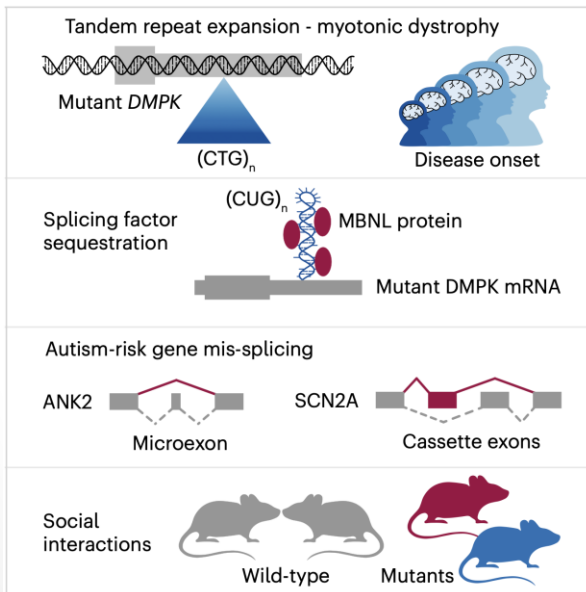 Tandem repeat expansion - myotonic dystrophy
Mutant DMPK
(CTG)n
Disease onset
Splicing factor
sequestration
(CUG)n
MBNL protein
Mutant DMPK mRNA
Autism-risk gene mis-splicing
ANK2
Microexon
SCN2A
Cassette exons
Social
interactions
Wild-type
Mutants